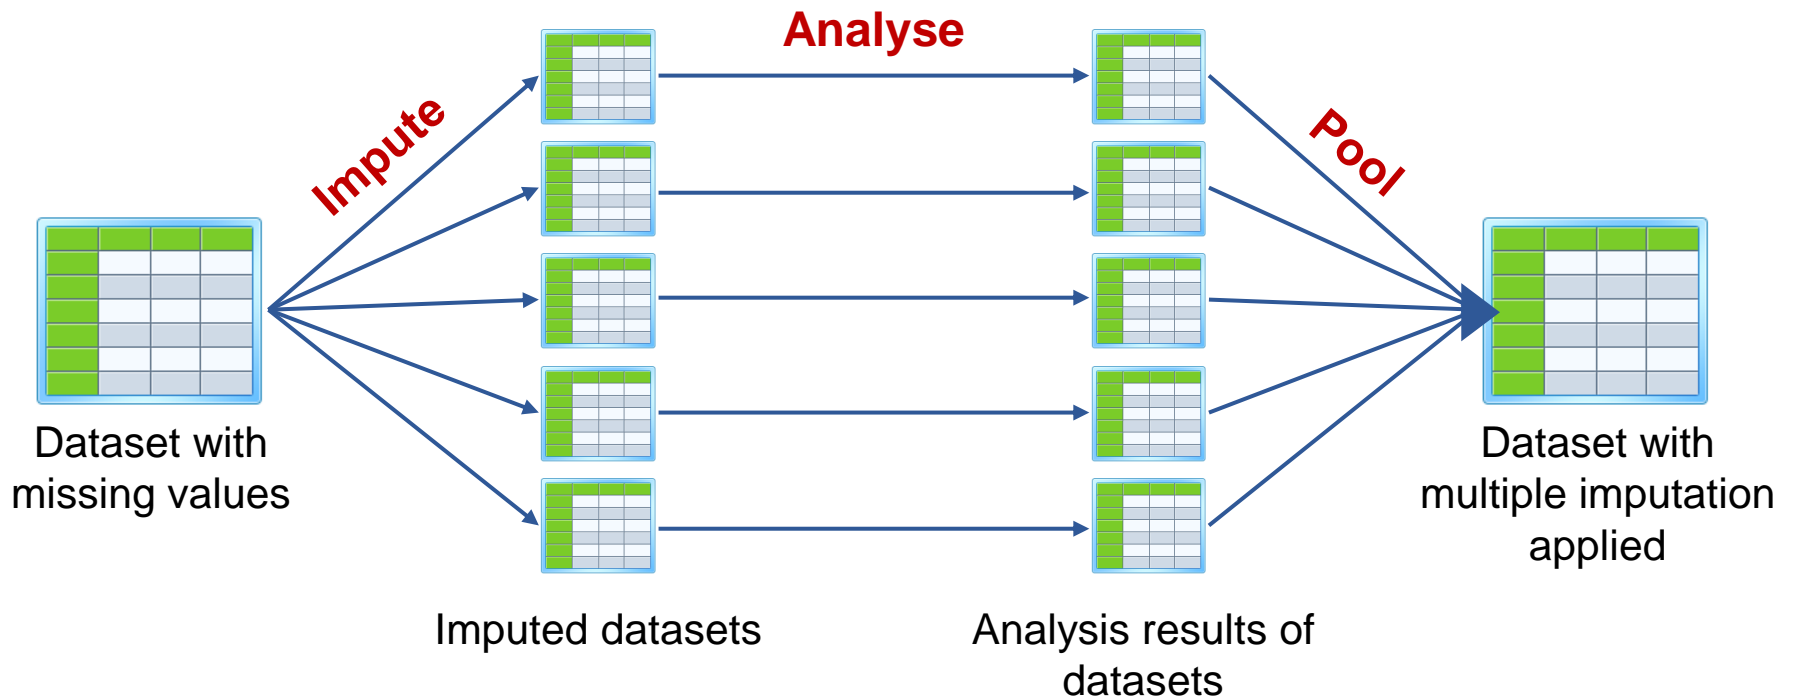 Analyse
Impute
Pool
Dataset with
missing values
Dataset with
multiple imputation
applied
Imputed datasets
Analysis results of
datasets